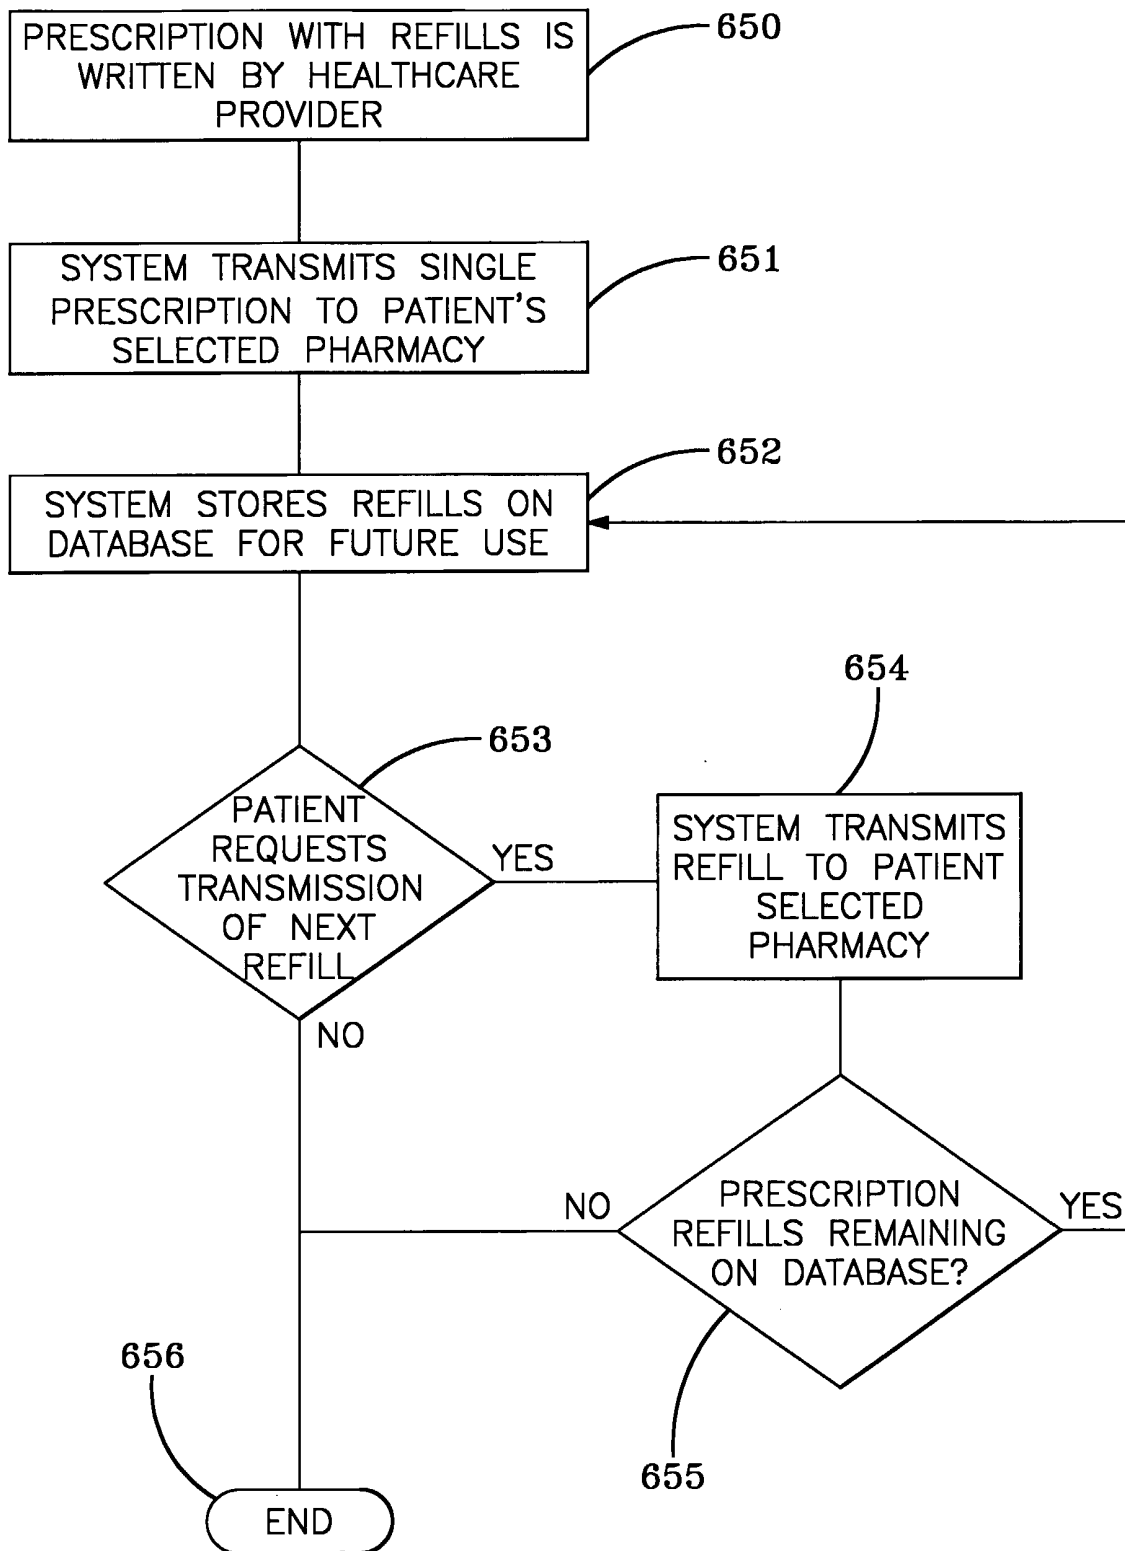 PRESCRIPTION WITH REFILLS IS
WRITTEN BY HEALTHCARE
PROVIDER
650
SYSTEM TRANSMITS SINGLE
PRESCRIPTION TO PATIENT'S
SELECTED PHARMACY
651
SYSTEM STORES REFILLS ON
DATABASE FOR FUTURE USE
652
653
PATIENT
REQUESTS
TRANSMISSION
OF NEXT
REFILL
YES
NO
654
SYSTEM TRANSMITS
REFILL TO PATIENT
SELECTED
PHARMACY
NO
PRESCRIPTION
REFILLS REMAINING
ON DATABASE?
YES
655
656
END